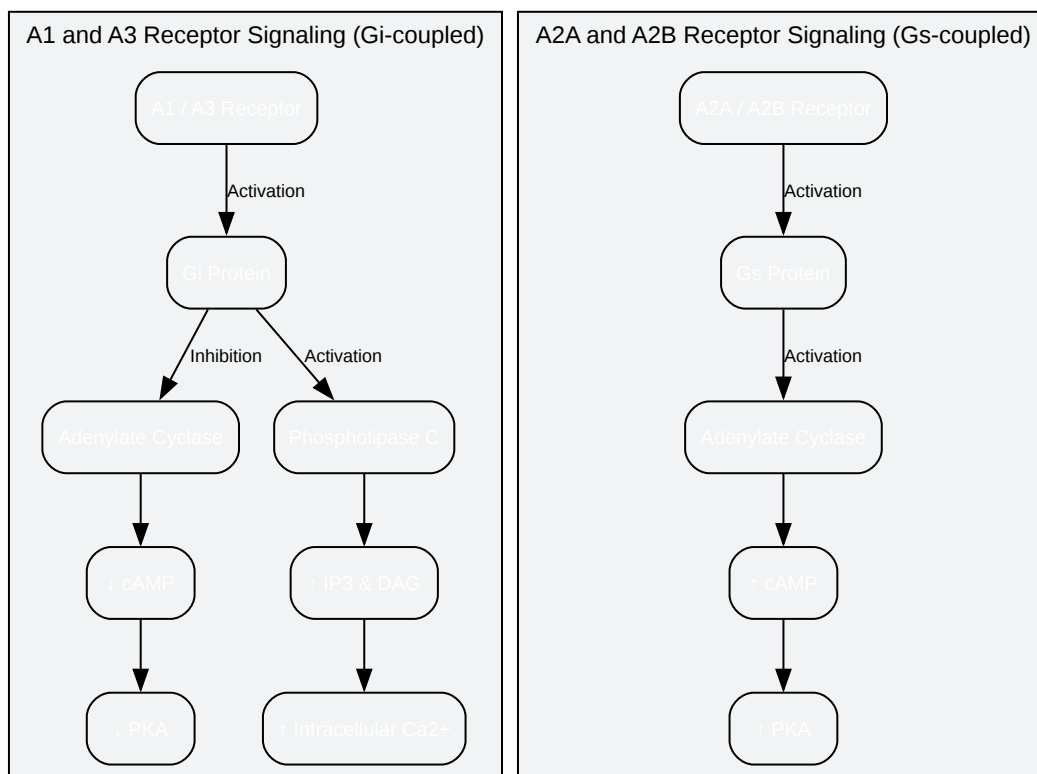 A1 and A3 Receptor Signaling (Gi-coupled)
A1 / A3 Receptor
Activation
Gi Protein
Inhibition
Activation
Adenylate Cyclase
Phospholipase C
↓ cAMP
↑ IP3 & DAG
↓ PKA
↑ Intracellular Ca2+
A2A and A2B Receptor Signaling (Gs-coupled)
A2A / A2B Receptor
Activation
Gs Protein
Activation
Adenylate Cyclase
↑ cAMP
↑ PKA